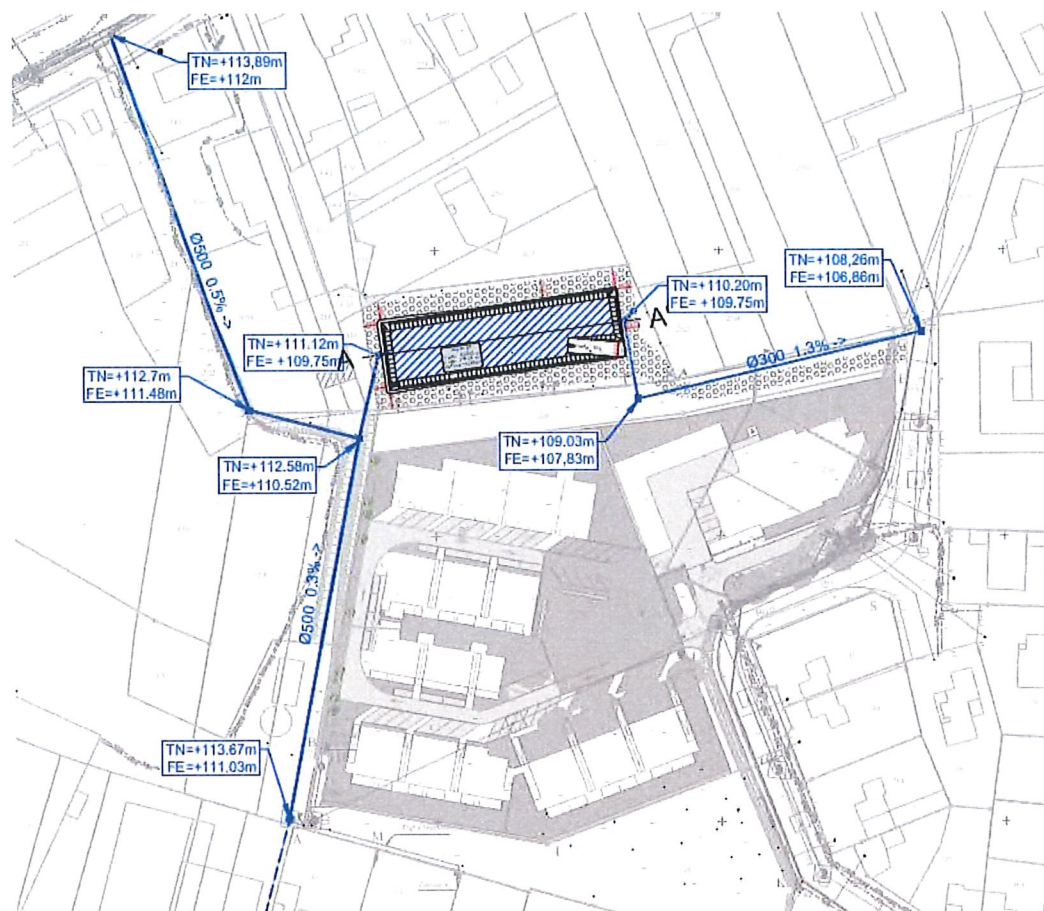 TN=+113,89m
FE=+112m
Ø500 0.5% ->
TN=+108,26m
FE=+106,86m
TN=+110.20m
FE= +109.75m
A
TN=+111.12m
FE= +109,75m
A
Ø300 1.3% ->
TN=+112.7m
FE=+111.48m
TN=+109.03m
FE=+107,83m
TN=+112.58m
FE=+110.52m
Ø500 0.3% ->
S
TN=+113.67m
FE=+111.03m
M